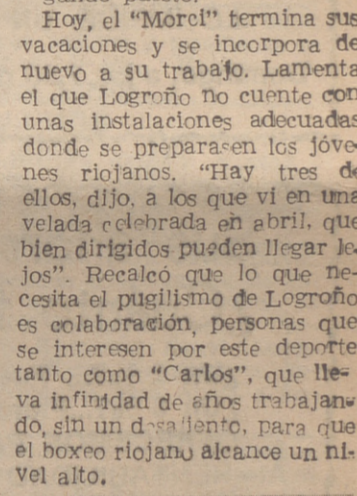 Hoy, el "Morci" termina sus
vacaciones y se incorpora de
nuevo a su trabajo. Lamenta
el que Logroño no cuente con
unas instalaciones adecuadas
donde se preparasen los jóve-
nes riojanos. "Hay tres de
ellos, dijo, a los que vi en una
velada celebrada en abril, que
bien dirigidos pueden llegar le-
jos". Recalcó que lo que ne-
cesita el pugilismo de Logroño
es colaboración, personas que
se interesen por este deporte
tanto como "Carlos", que lle-
va infinidad de años trabajan-
do, sin un desaliento, para que
el boxeo riojano alcance un ni-
vel alto.